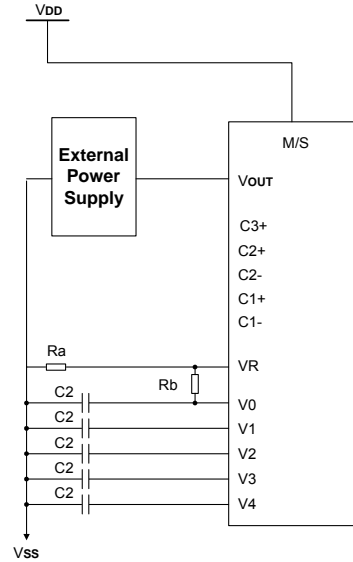 VDD
M/S
External
Power
Supply
VOUT
C3+
C2+
C2-
C1+
C1-
Ra
VR
Rb
C2
V0
C2
V1
C2
V2
C2
V3
C2
V4
VSS